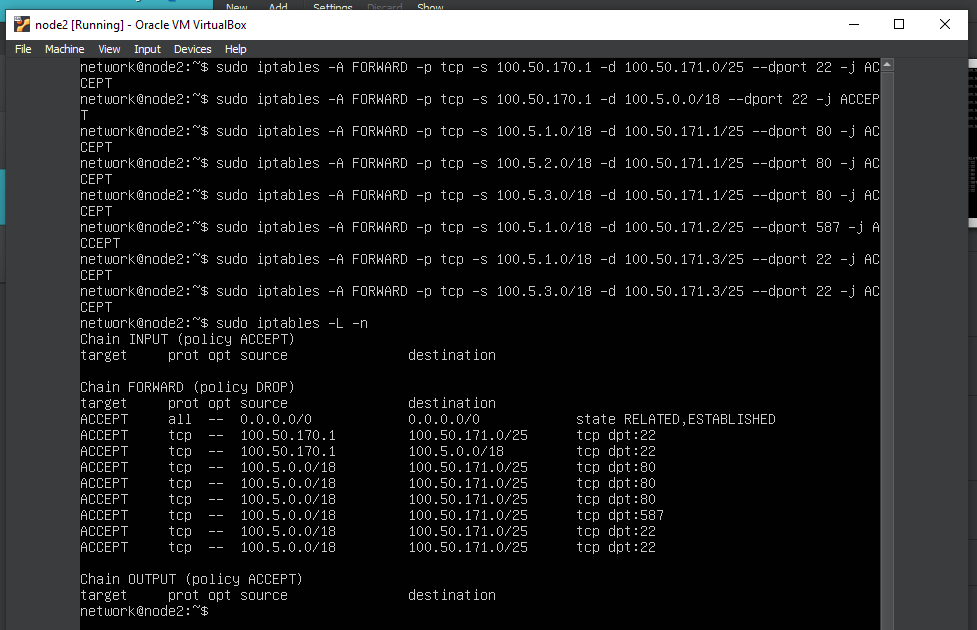 New Add Settings Discard Show
node2 [Running] - Oracle VM VirtualBox
File Machine View Input Devices Help
network@node2:~$ sudo iptables -A FORWARD -p tcp -s 100.50.170.1 -d 100.50.171.0/25 --dport 22 -j AC
CEPT
network@node2:~$ sudo iptables -A FORWARD -p tcp -s 100.50.170.1 -d 100.5.0.0/18 --dport 22 -j ACCEP
T
network@node2:~$ sudo iptables -A FORWARD -p tcp -s 100.5.1.0/18 -d 100.50.171.1/25 --dport 80 -j AC
CEPT
network@node2:~$ sudo iptables -A FORWARD -p tcp -s 100.5.2.0/18 -d 100.50.171.1/25 --dport 80 -j AC
CEPT
network@node2:~$ sudo iptables -A FORWARD -p tcp -s 100.5.3.0/18 -d 100.50.171.1/25 --dport 80 -j AC
CEPT
network@node2:~$ sudo iptables -A FORWARD -p tcp -s 100.5.1.0/18 -d 100.50.171.2/25 --dport 587 -j A
CCEPT
network@node2:~$ sudo iptables -A FORWARD -p tcp -s 100.5.1.0/18 -d 100.50.171.3/25 --dport 22 -j AC
CEPT
network@node2:~$ sudo iptables -A FORWARD -p tcp -s 100.5.3.0/18 -d 100.50.171.3/25 --dport 22 -j AC
CEPT
network@node2:~$ sudo iptables -L -n
Chain INPUT (policy ACCEPT)
target     prot opt source               destination

Chain FORWARD (policy DROP)
target     prot opt source               destination
ACCEPT     all  --  0.0.0.0/0            0.0.0.0/0            state RELATED,ESTABLISHED
ACCEPT     tcp  --  100.50.170.1         100.50.171.0/25      tcp dpt:22
ACCEPT     tcp  --  100.50.170.1         100.5.0.0/18         tcp dpt:22
ACCEPT     tcp  --  100.5.0.0/18         100.50.171.0/25      tcp dpt:80
ACCEPT     tcp  --  100.5.0.0/18         100.50.171.0/25      tcp dpt:80
ACCEPT     tcp  --  100.5.0.0/18         100.50.171.0/25      tcp dpt:80
ACCEPT     tcp  --  100.5.0.0/18         100.50.171.0/25      tcp dpt:587
ACCEPT     tcp  --  100.5.0.0/18         100.50.171.0/25      tcp dpt:22
ACCEPT     tcp  --  100.5.0.0/18         100.50.171.0/25      tcp dpt:22

Chain OUTPUT (policy ACCEPT)
target     prot opt source               destination
network@node2:~$